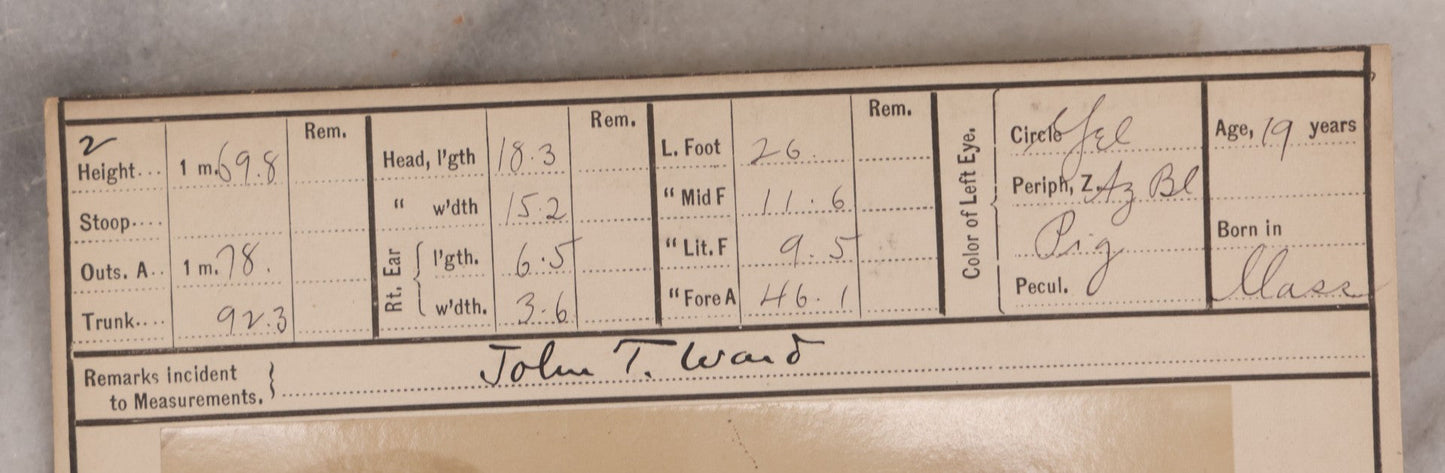 2
Height... 1 m. 69.8 Rem.
Stoop....
Outs. A.. 1 m. 78.
Trunk.... 92.3
Head, l'gth 18.3 Rem.
" w'dth 15.2
Rt. Ear { l'gth. 6.5
w'dth. 3.6
L. Foot 26. Rem.
" Mid F 11.6
" Lit. F 9.5
" Fore A 46.1
Color of Left Eye.
Circle Yel
Periph, Z. Az Bl
Pig
Pecul.
Age, 19 years
Born in
Mass
Remarks incident
to Measurements. } John T. Ward